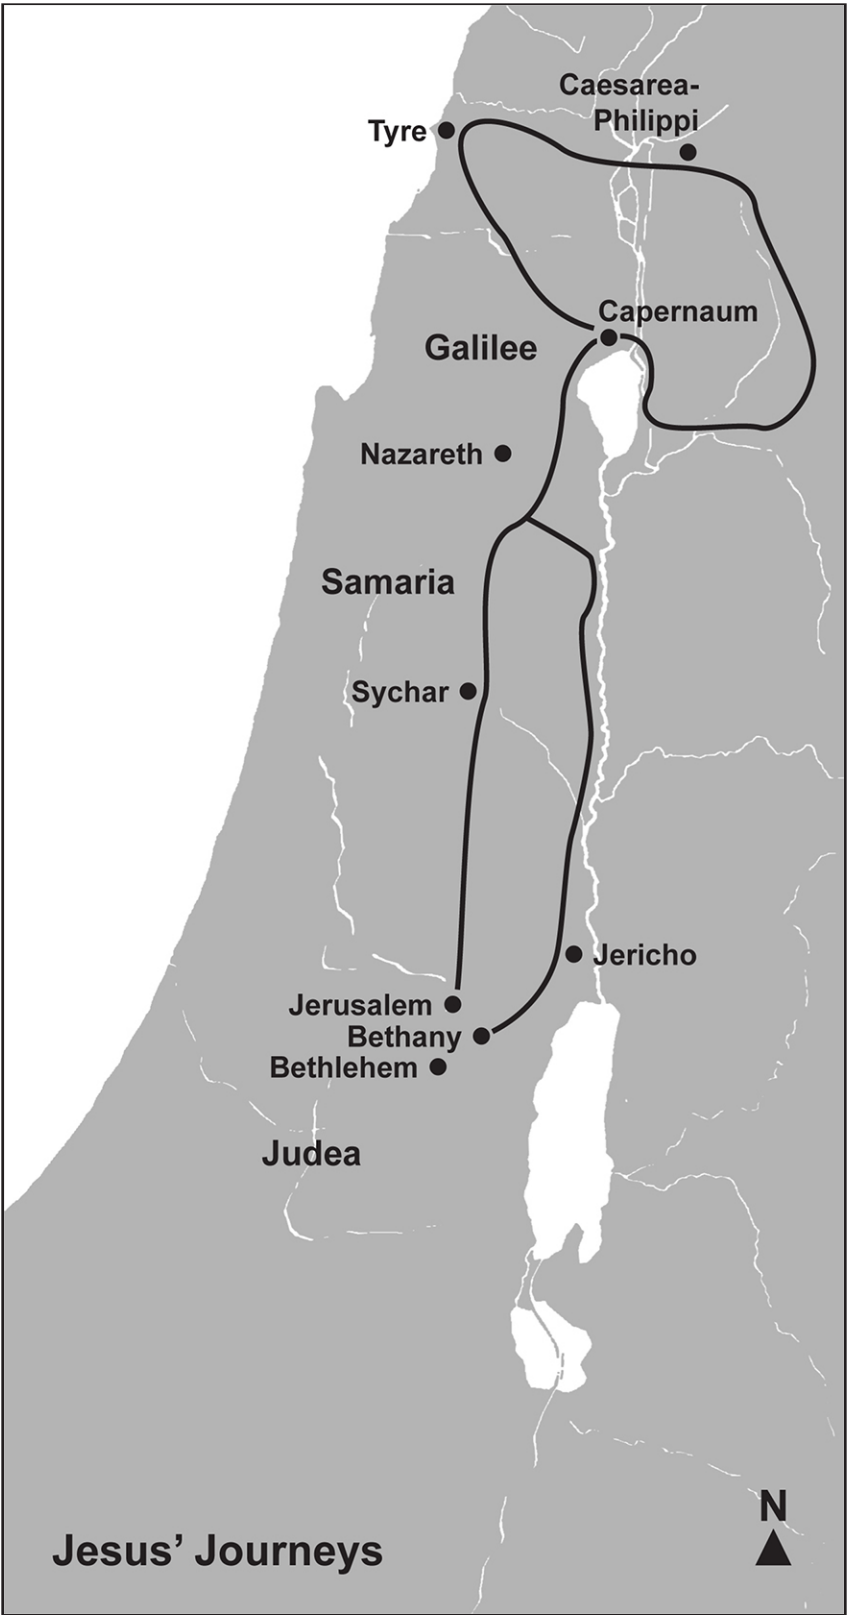 Caesarea-
Philippi
Tyre
Capernaum
Galilee
Nazareth
Samaria
Sychar
Jericho
Jerusalem
Bethany
Bethlehem
Judea
N
Jesus’ Journeys